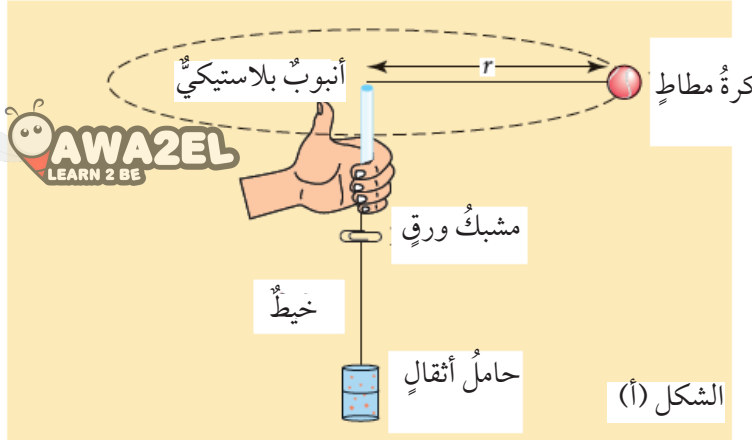 كرةُ مطاطٍ
r
أنبوبٌ بلاستيكيٌّ
AWA2EL
LEARN 2 BE
مشبكُ ورقٍ
خيطٌ
حاملُ أثقالٍ
الشكل (أ)